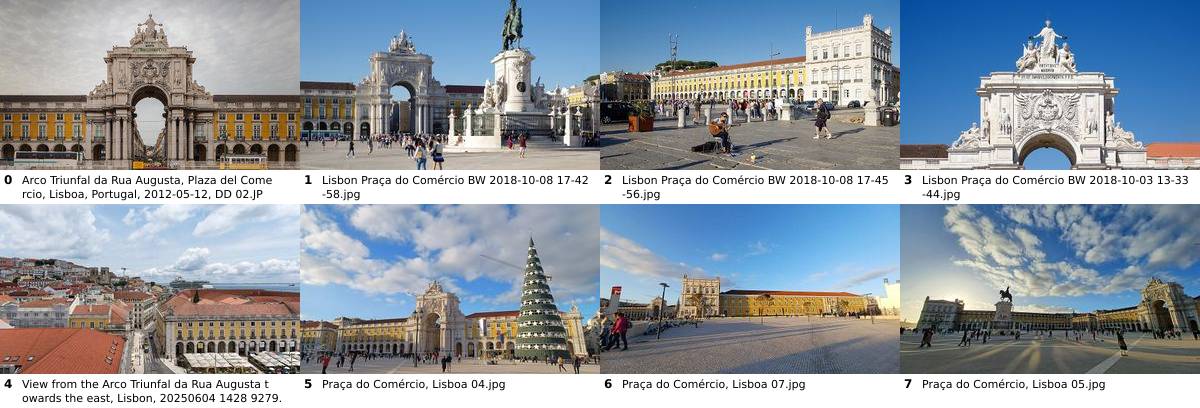 0 Arco Triunfal da Rua Augusta, Plaza del Come
rcio, Lisboa, Portugal, 2012-05-12, DD 02.JP
1 Lisbon Praça do Comércio BW 2018-10-08 17-42
-58.jpg
2 Lisbon Praça do Comércio BW 2018-10-08 17-45
-56.jpg
3 Lisbon Praça do Comércio BW 2018-10-03 13-33
-44.jpg
4 View from the Arco Triunfal da Rua Augusta t
owards the east, Lisbon, 20250604 1428 9279.
5 Praça do Comércio, Lisboa 04.jpg
6 Praça do Comércio, Lisboa 07.jpg
7 Praça do Comércio, Lisboa 05.jpg